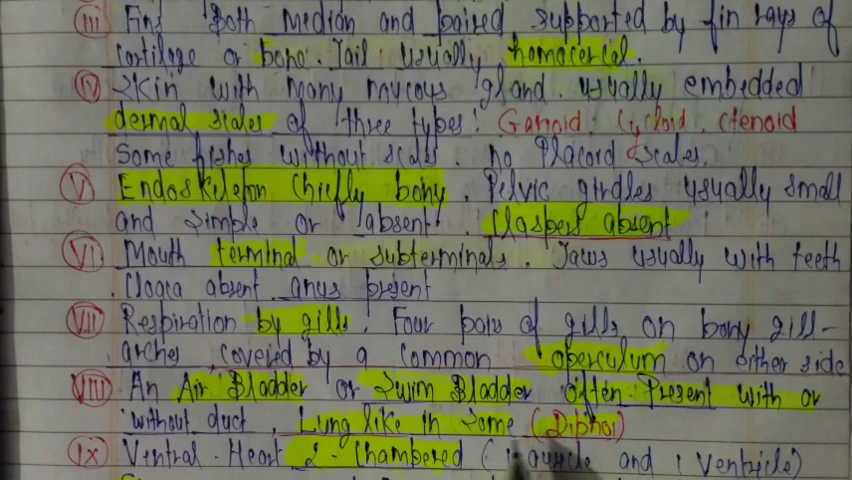 (iii) Fins Both median and paired supported by fin rays of
cartilage or bone. Tail usually homocercal.
(iv) Skin with many mucous gland. usually embedded
dermal scales of three types: Ganoid, Cycloid, Ctenoid
Some fishes without scales. no Placoid scales.
(v) Endoskeleton Chiefly bony, Pelvic girdles usually small
and simple or absent. Claspers absent
(vi) Mouth terminal or subterminals. Jaws usually with teeth
Cloaca absent anus present
(vii) Respiration by gills. Four pairs of gills on bony gill-
arches, covered by a common operculum on either side
(viii) An Air Bladder or Swim Bladder often Present with or
without duct, Lung like in some (Dipnoi)
(ix) Ventral-Heart 2-Chambered (1 auricle and 1 Ventricle)